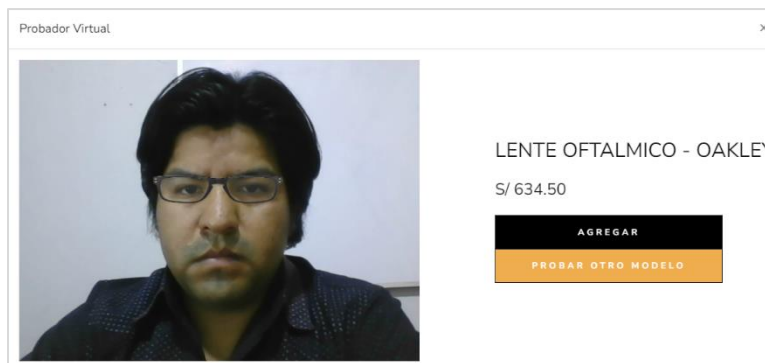 Probador Virtual
LENTE OFTALMICO - OAKLEY
S/ 634.50
AGREGAR
PROBAR OTRO MODELO